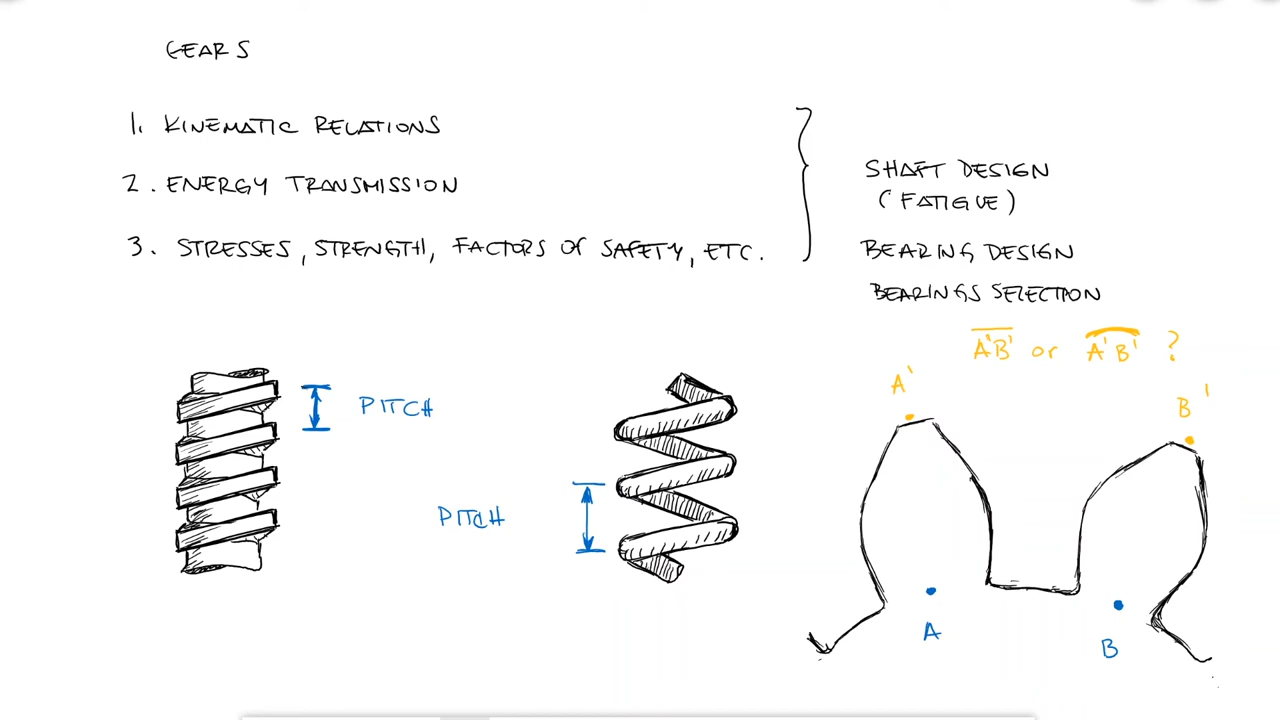 GEARS
1. KINEMATIC RELATIONS
2. ENERGY TRANSMISSION
3. STRESSES, STRENGTH, FACTORS OF SAFETY, ETC.
SHAFT DESIGN
(FATIGUE)
BEARING DESIGN
BEARINGS SELECTION
A'B' or A'B' ?
A'
B'
PITCH
PITCH
A
B